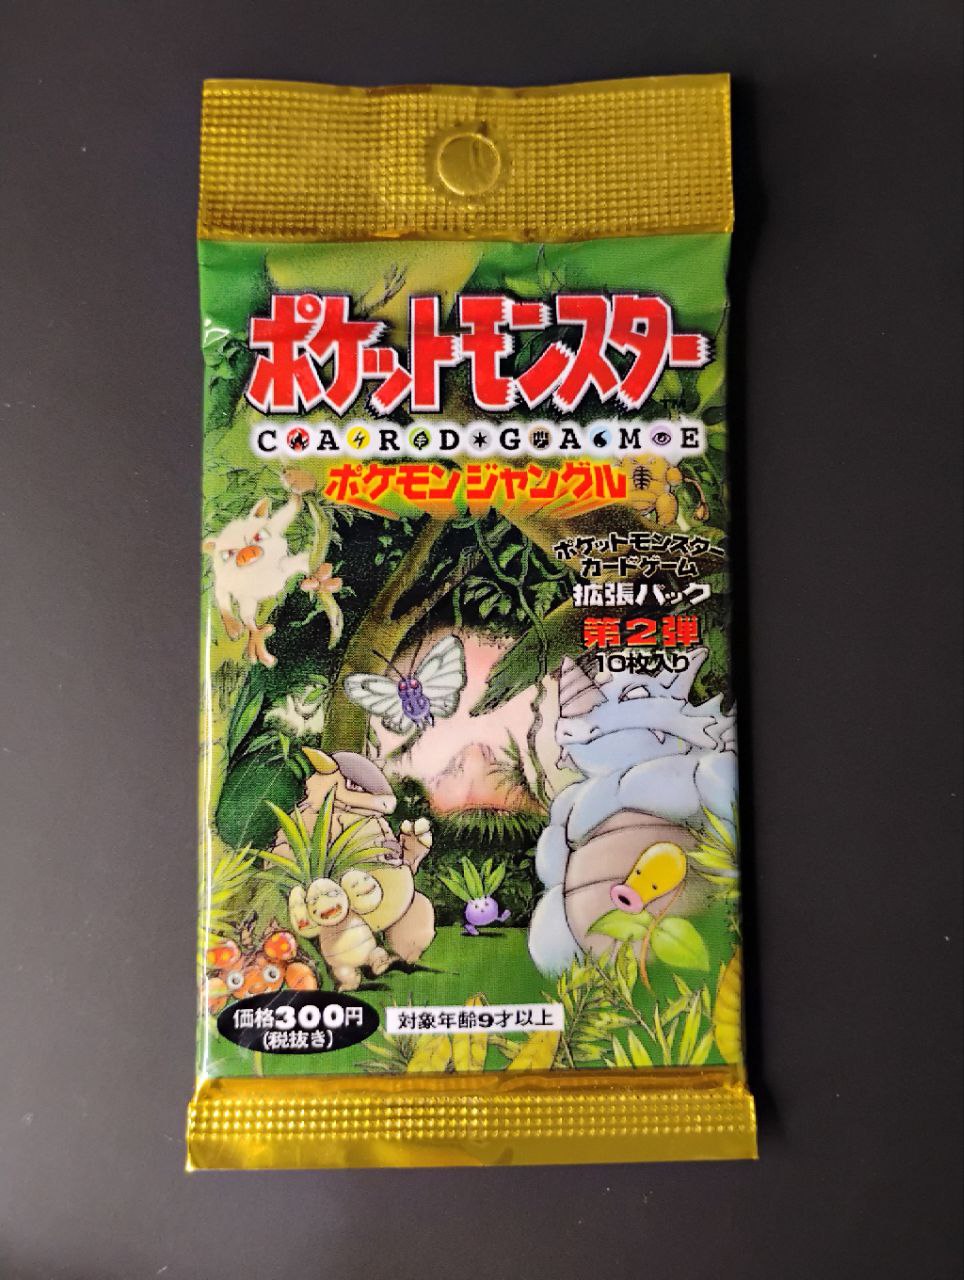 ポケットモンスター
TM
CARD GAME
ポケモンジャングル
ポケットモンスター
カードゲーム
拡張パック
第2弾
10枚入り
価格300円
(税抜き)
対象年齢9才以上